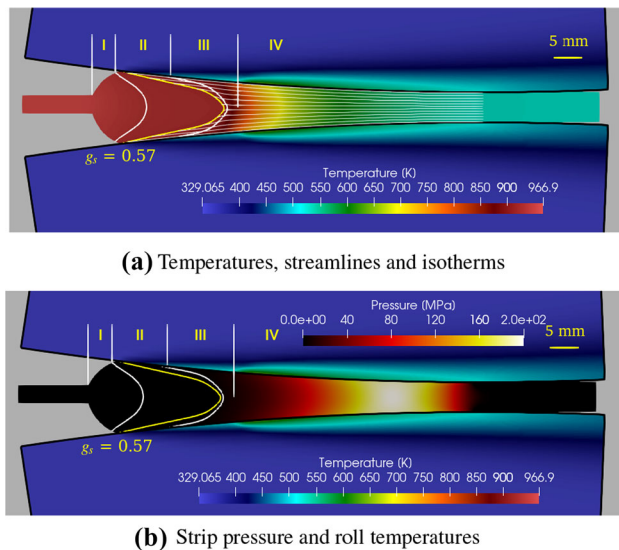 I II III IV
5 mm
gs = 0.57
Temperature [K]
329.065 400 450 500 550 600 650 700 750 800 850 900 966.9
(a) Temperatures, streamlines and isotherms
Pressure [MPa]
0.0e+00 40 80 120 160 2.0e+02
I II III IV
5 mm
gs = 0.57
Temperature [K]
329.065 400 450 500 550 600 650 700 750 800 850 900 966.9
(b) Strip pressure and roll temperatures